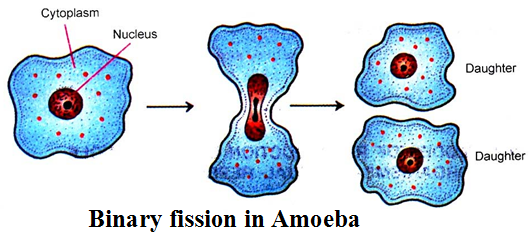 Cytoplasm
Nucleus
Daughter
Daughter
Binary fission in Amoeba